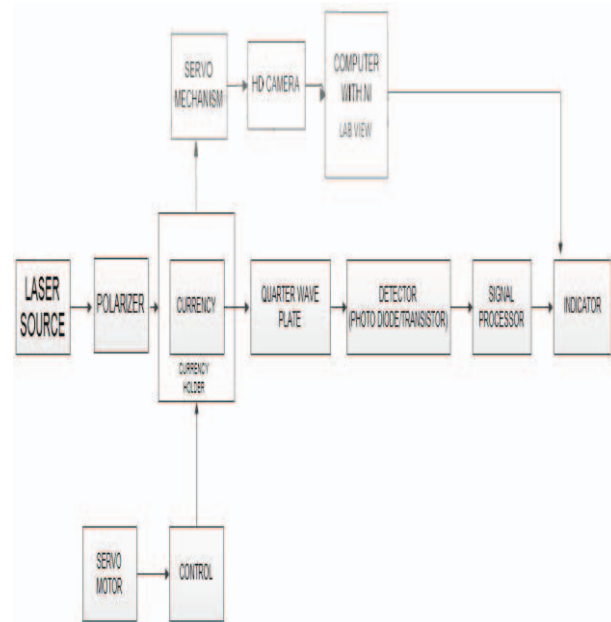 SERVO
MECHANISM
HD CAMERA
COMPUTER
WITH NI
LAB VIEW
LASER
SOURCE
POLARIZER
CURRENCY
CURRENCY
HOLDER
QUARTER WAVE
PLATE
DETECTOR
(PHOTO DIODE/TRANSISTOR)
SIGNAL
PROCESSOR
INDICATOR
SERVO
MOTOR
CONTROL